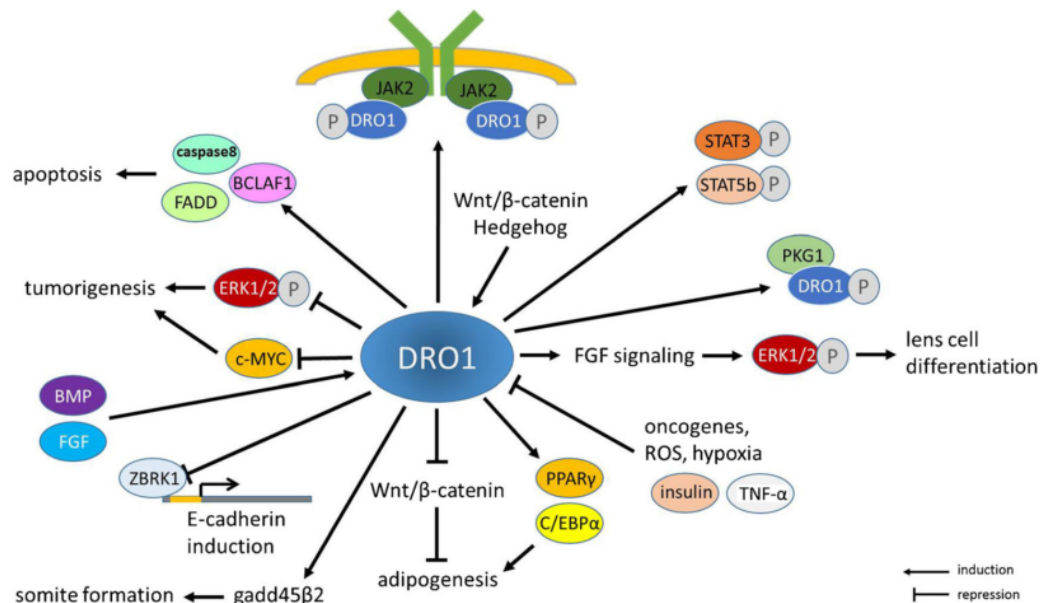 JAK2
JAK2
P
DRO1
DRO1
P
caspase8
BCLAF1
FADD
apoptosis
STAT3
P
STAT5b
P
Wnt/β-catenin
Hedgehog
PKG1
DRO1
P
tumorigenesis
ERK1/2
P
c-MYC
DRO1
FGF signaling
ERK1/2
P
lens cell
differentiation
BMP
FGF
oncogenes,
ROS, hypoxia
insulin
TNF-α
ZBRK1
E-cadherin
induction
Wnt/β-catenin
PPARγ
C/EBPα
adipogenesis
somite formation
gadd45β2
induction
repression